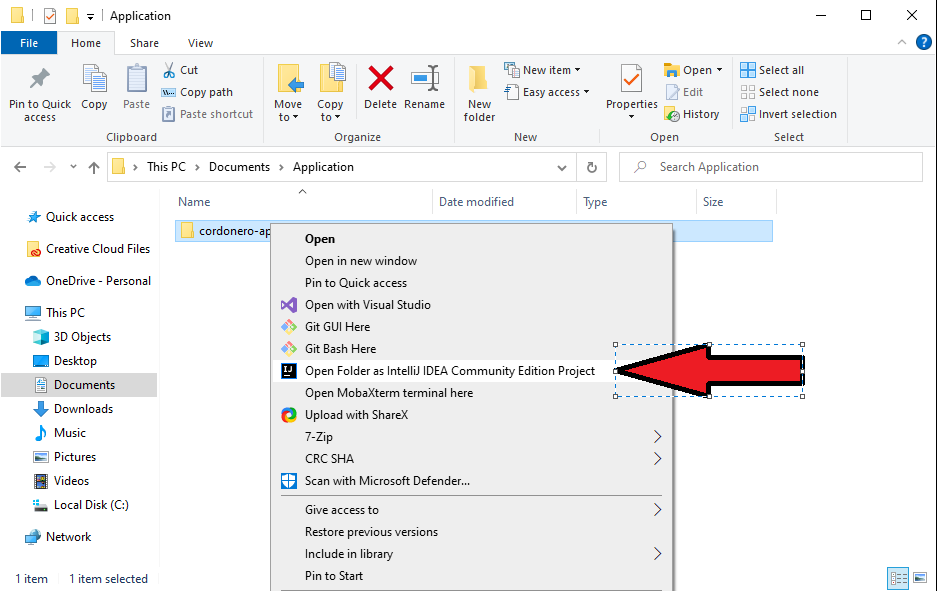 Application
File Home Share View
Pin to Quick access
Copy
Paste
Cut
Copy path
Paste shortcut
Clipboard
Move to
Copy to
Delete
Rename
Organize
New folder
New item
Easy access
New
Properties
Open
Edit
History
Open
Select all
Select none
Invert selection
Select
This PC > Documents > Application
Search Application
Name Date modified Type Size
Quick access
Creative Cloud Files
OneDrive - Personal
This PC
3D Objects
Desktop
Documents
Downloads
Music
Pictures
Videos
Local Disk (C:)
Network
cordonero-ap
Open
Open in new window
Pin to Quick access
Open with Visual Studio
Git GUI Here
Git Bash Here
Open Folder as IntelliJ IDEA Community Edition Project
Open MobaXterm terminal here
Upload with ShareX
7-Zip
CRC SHA
Scan with Microsoft Defender...
Give access to
Restore previous versions
Include in library
Pin to Start
1 item 1 item selected